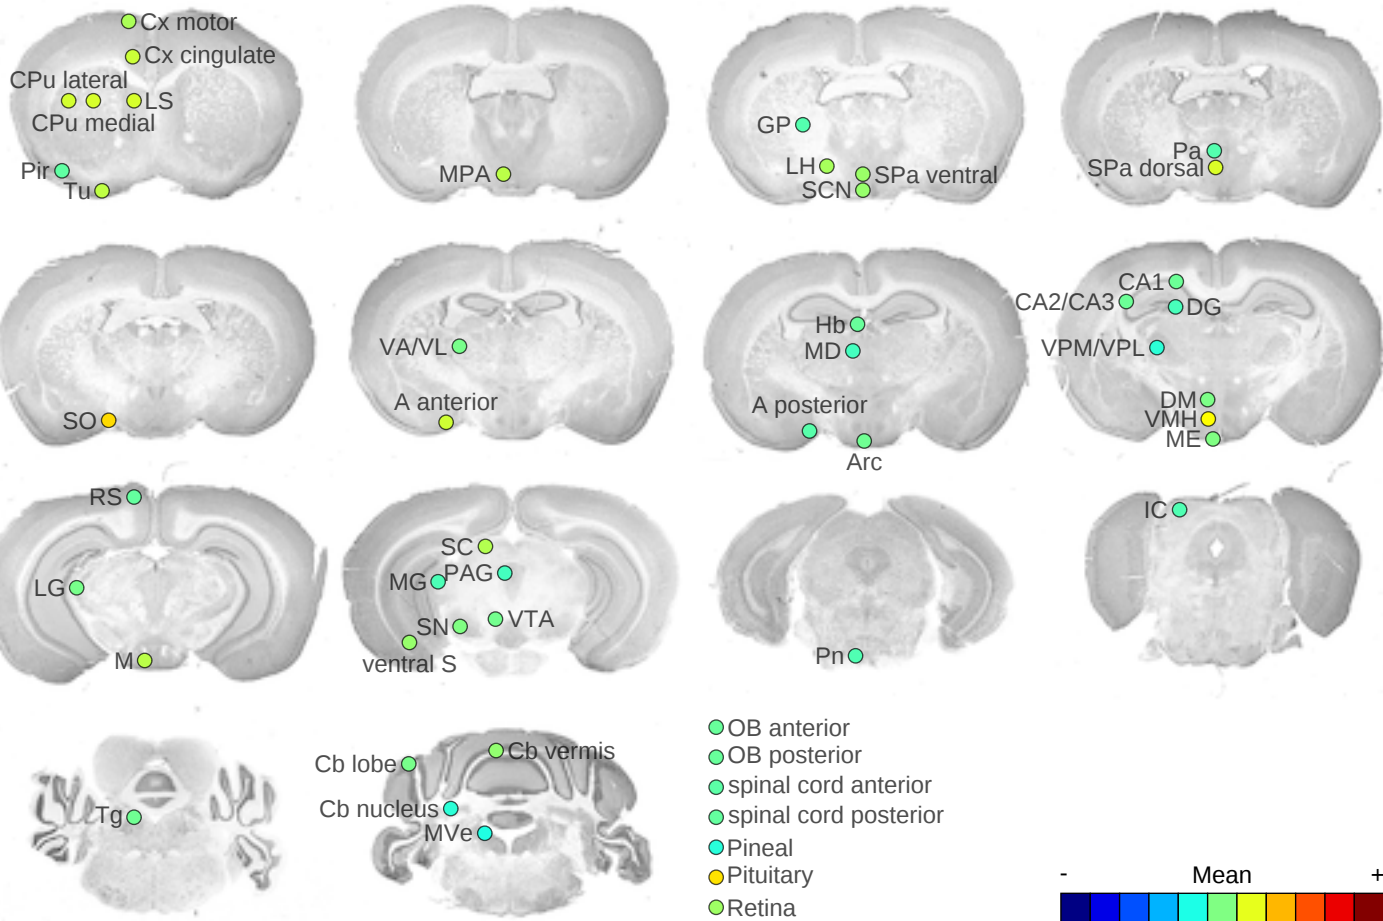 Cx motor
Cx cingulate
CPu lateral
LS
CPu medial
Pir
Tu
MPA
GP
LH
SPa ventral
SCN
Pa
SPa dorsal
SO
VA/VL
A anterior
Hb
MD
A posterior
Arc
CA1
CA2/CA3
DG
VPM/VPL
DM
VMH
ME
RS
LG
M
SC
MG
PAG
SN
VTA
ventral S
Pn
IC
Tg
Cb lobe
Cb vermis
Cb nucleus
MVe
OB anterior
OB posterior
spinal cord anterior
spinal cord posterior
Pineal
Pituitary
Retina
- Mean +